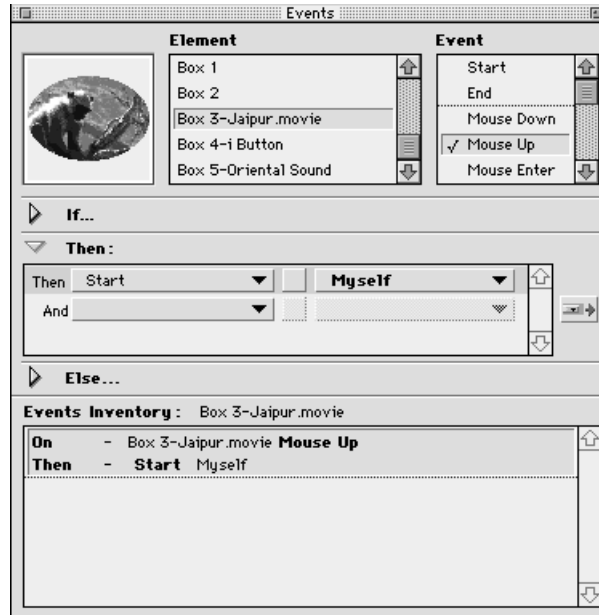 Events
Element
Event
Box 1
Box 2
Box 3-Jaipur.movie
Box 4-i Button
Box 5-Oriental Sound
Start
End
Mouse Down
✓ Mouse Up
Mouse Enter
If...
Then:
Then Start Myself
And
Else...
Events Inventory: Box 3-Jaipur.movie
On - Box 3-Jaipur.movie Mouse Up
Then - Start Myself